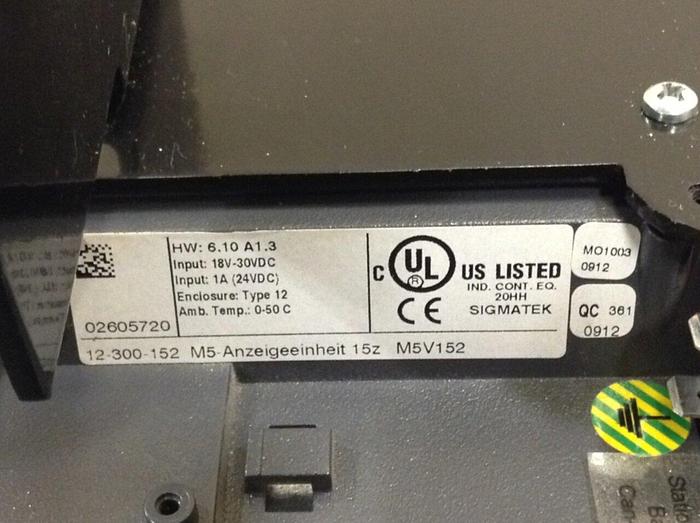 HW: 6.10 A1.3
Input: 18V-30VDC
Input: 1A (24VDC)
Enclosure: Type 12
Amb. Temp.: 0-50 C
02605720
C UL ® US LISTED
IND. CONT. EQ.
20HH
CE SIGMATEK
12-300-152 M5-Anzeigeeinheit 15z M5V152
MO1003
0912
QC 361
0912